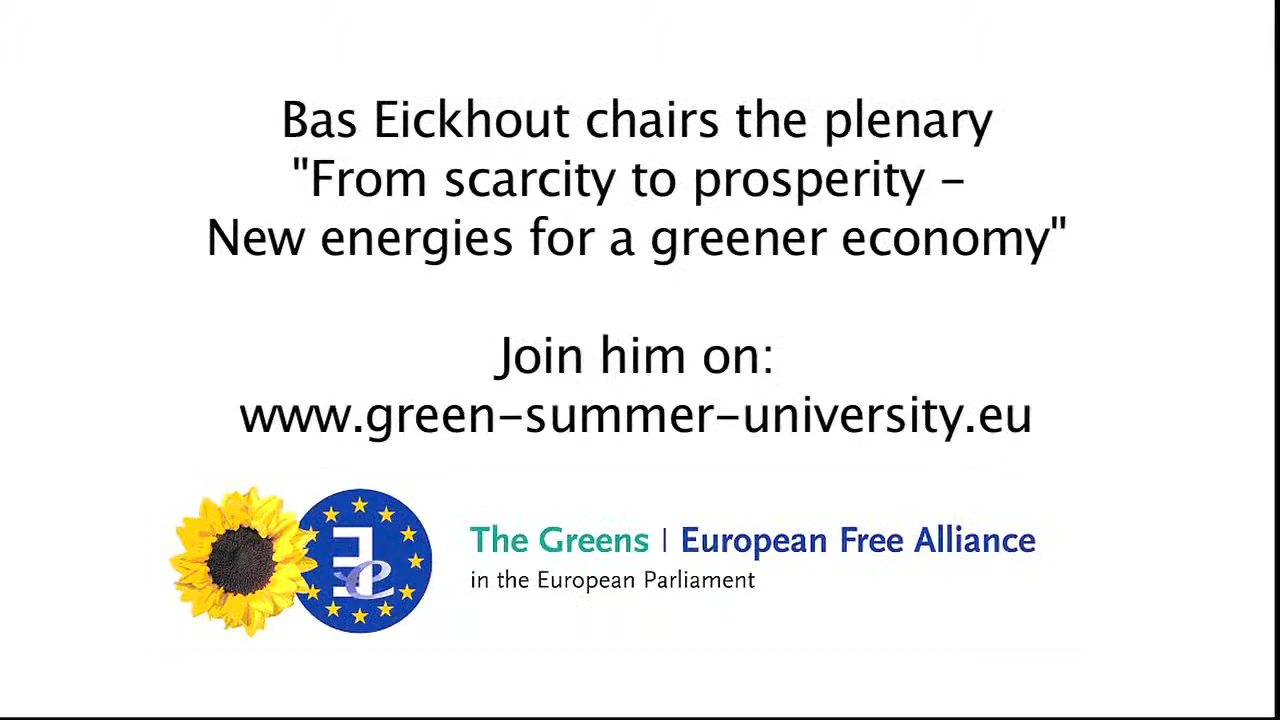 Bas Eickhout chairs the plenary
"From scarcity to prosperity –
New energies for a greener economy"
Join him on:
www.green-summer-university.eu
The Greens | European Free Alliance
in the European Parliament